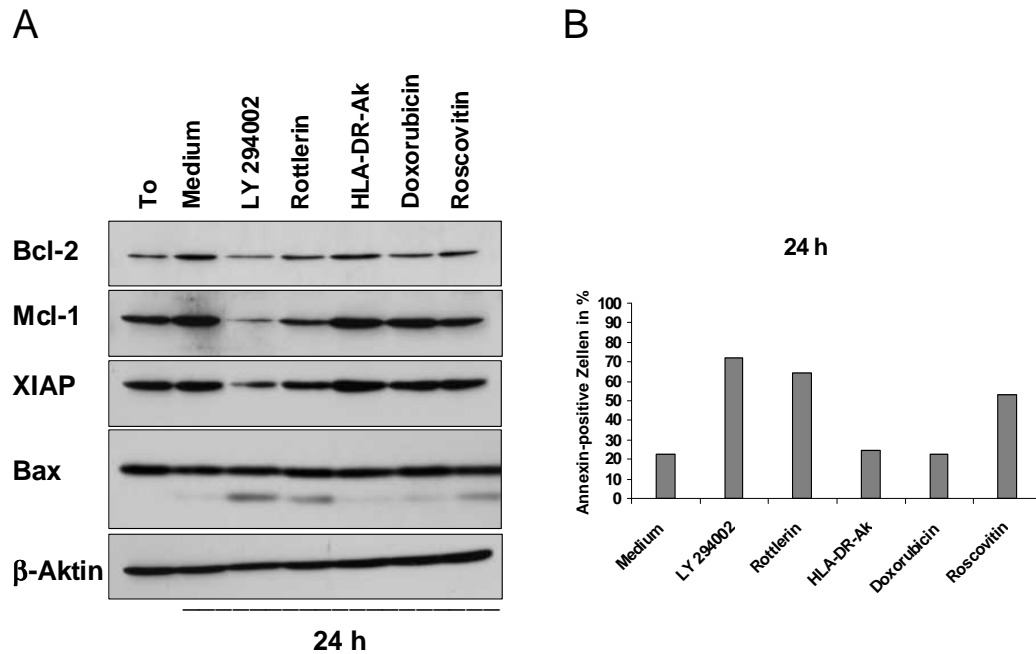 A
To
Medium
LY 294002
Rottlerin
HLA-DR-Ak
Doxorubicin
Roscovitin
Bcl-2
Mcl-1
XIAP
Bax
β-Aktin
24 h
B
24 h
Annexin-positive Zellen in %
100
90
80
70
60
50
40
30
20
10
0
Medium
LY 294002
Rottlerin
HLA-DR-Ak
Doxorubicin
Roscovitin